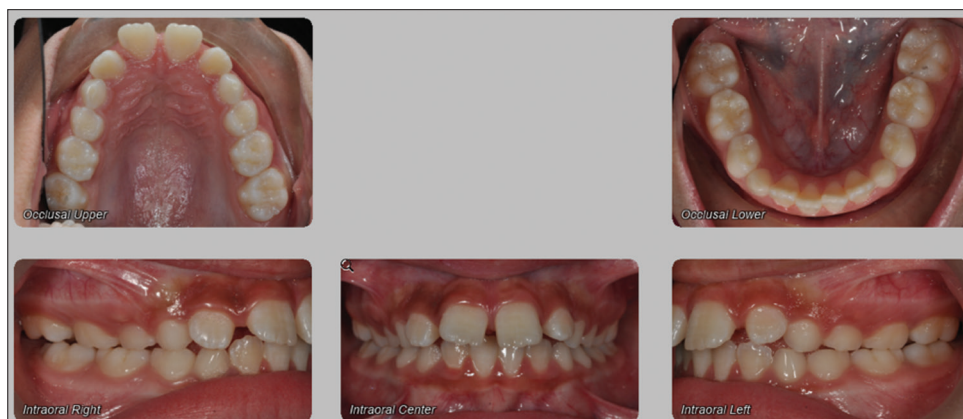 Occlusal Upper
Occlusal Lower
Intraoral Right
Intraoral Center
Intraoral Left